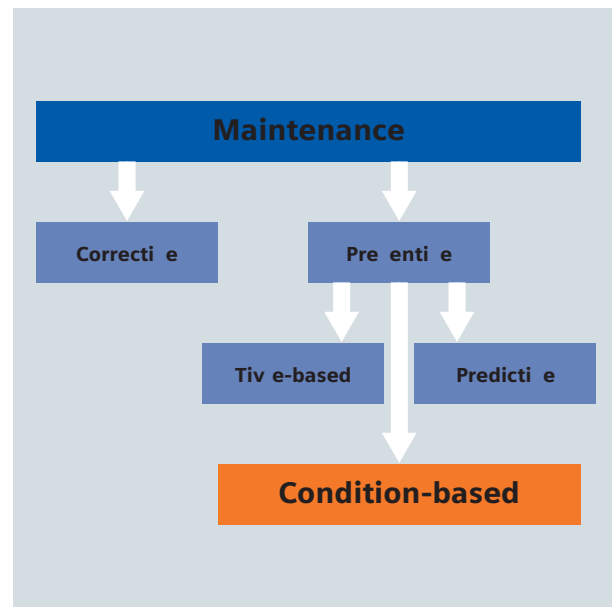 Maintenance
Correcti e
Pre enti e
Tiv e-based
Predicti e
Condition-based